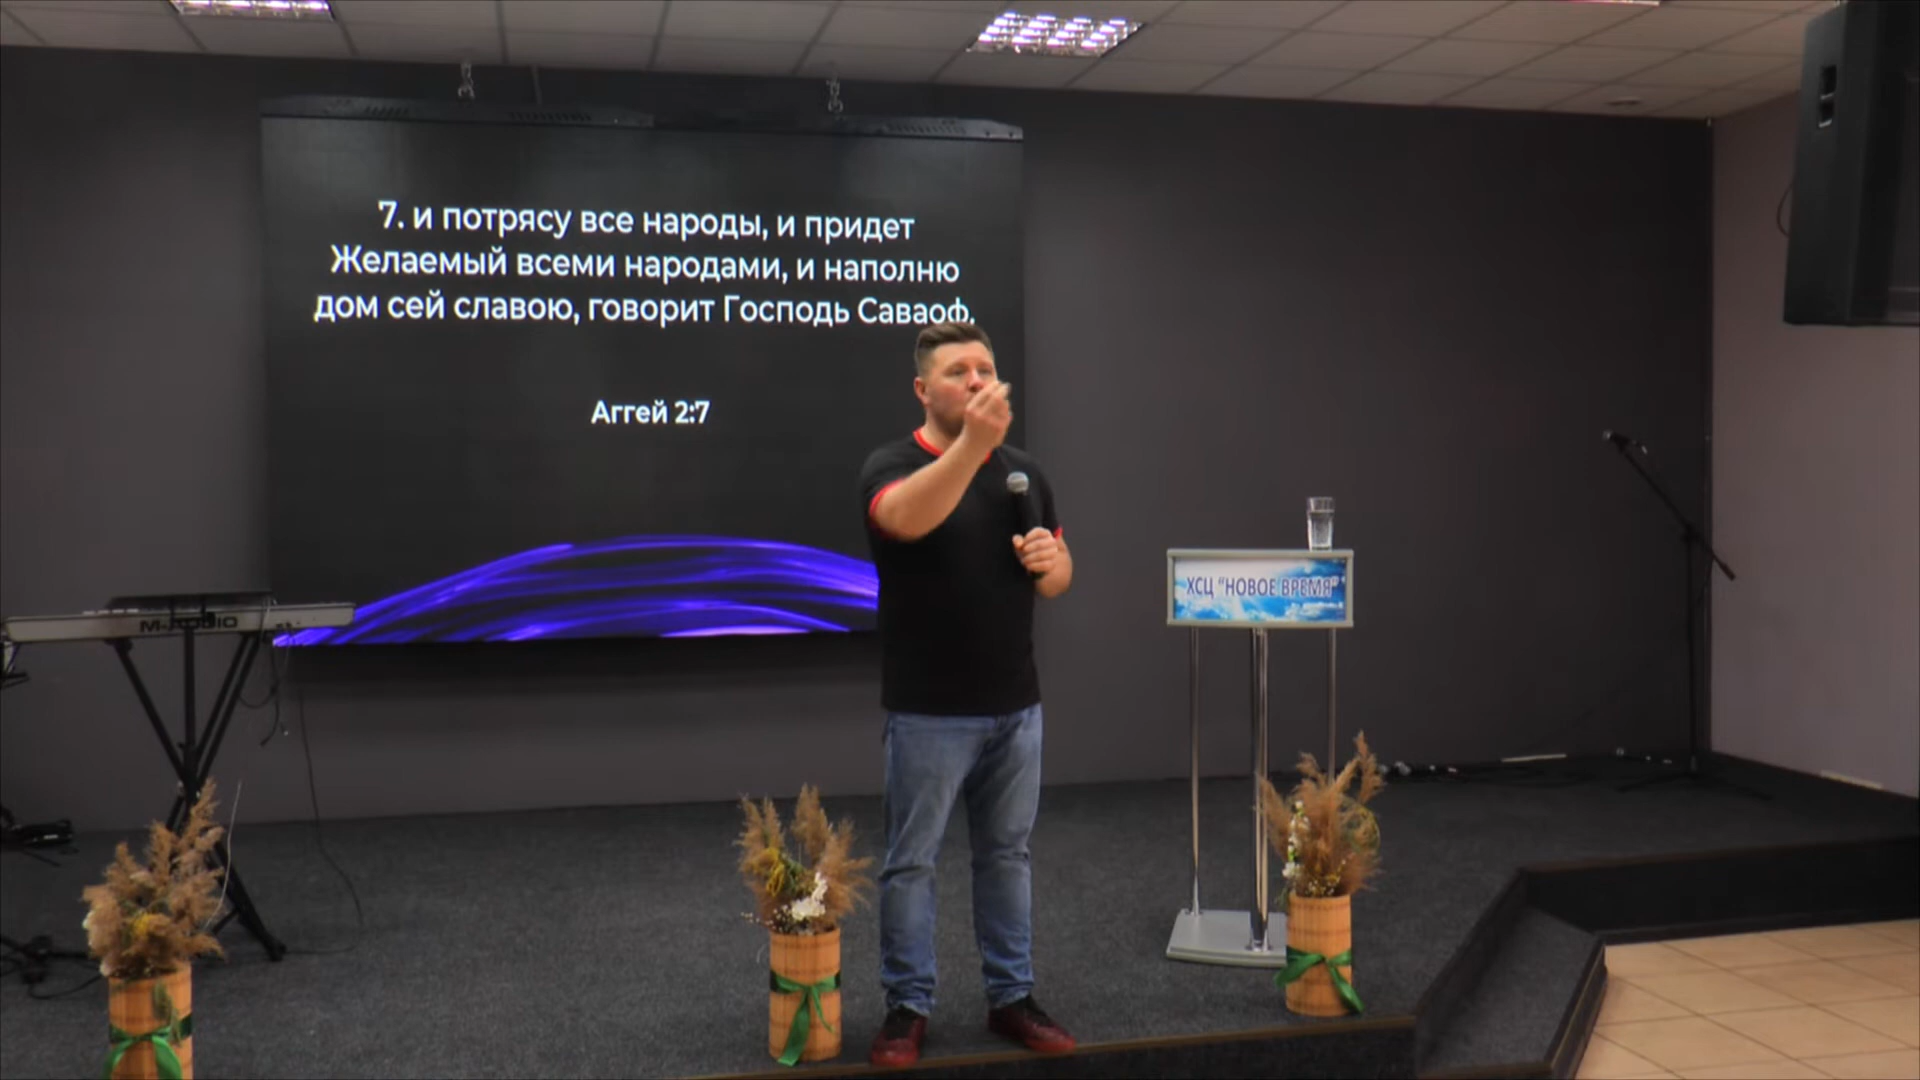 7. и потрясу все народы, и придет
Желаемый всеми народами, и наполню
дом сей славою, говорит Господь Саваоф.
Аггей 2:7
M-AUDIO
ХСЦ "НОВОЕ ВРЕМЯ"